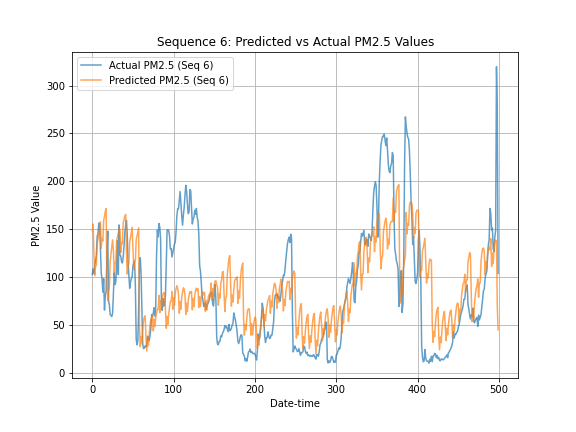 Sequence 6: Predicted vs Actual PM2.5 Values
Actual PM2.5 (Seq 6)
Predicted PM2.5 (Seq 6)
PM2.5 Value
300
250
200
150
100
50
0
0 100 200 300 400 500
Date-time